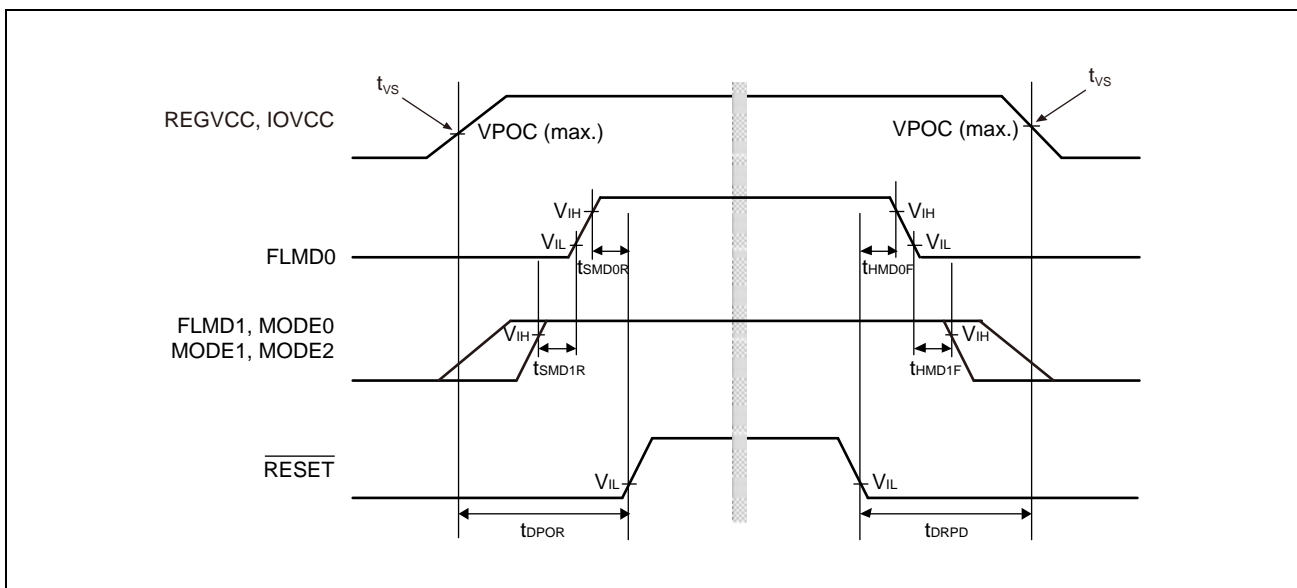 tVS
tVS
REGVCC, IOVCC
VPOC (max.)
VPOC (max.)
VIH
VIH
VIL
VIL
FLMD0
tSMD0R
tHMD0F
FLMD1, MODE0
MODE1, MODE2
VIH
VIH
tSMD1R
tHMD1F
RESET
VIL
VIL
tDPOR
tDRPD